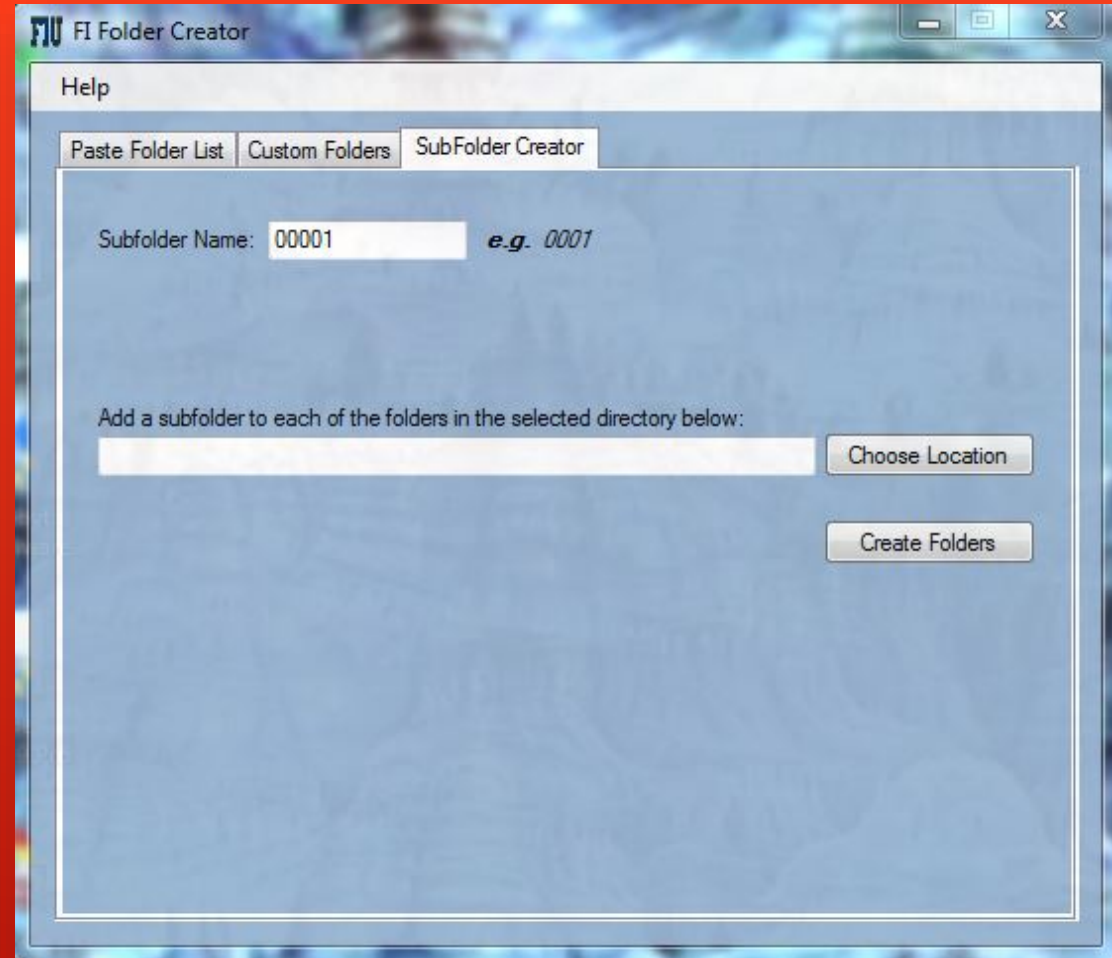 FIU FI Folder Creator
Help
Paste Folder List Custom Folders SubFolder Creator
Subfolder Name: 00001 e.g. 0001
Add a subfolder to each of the folders in the selected directory below:
Choose Location
Create Folders